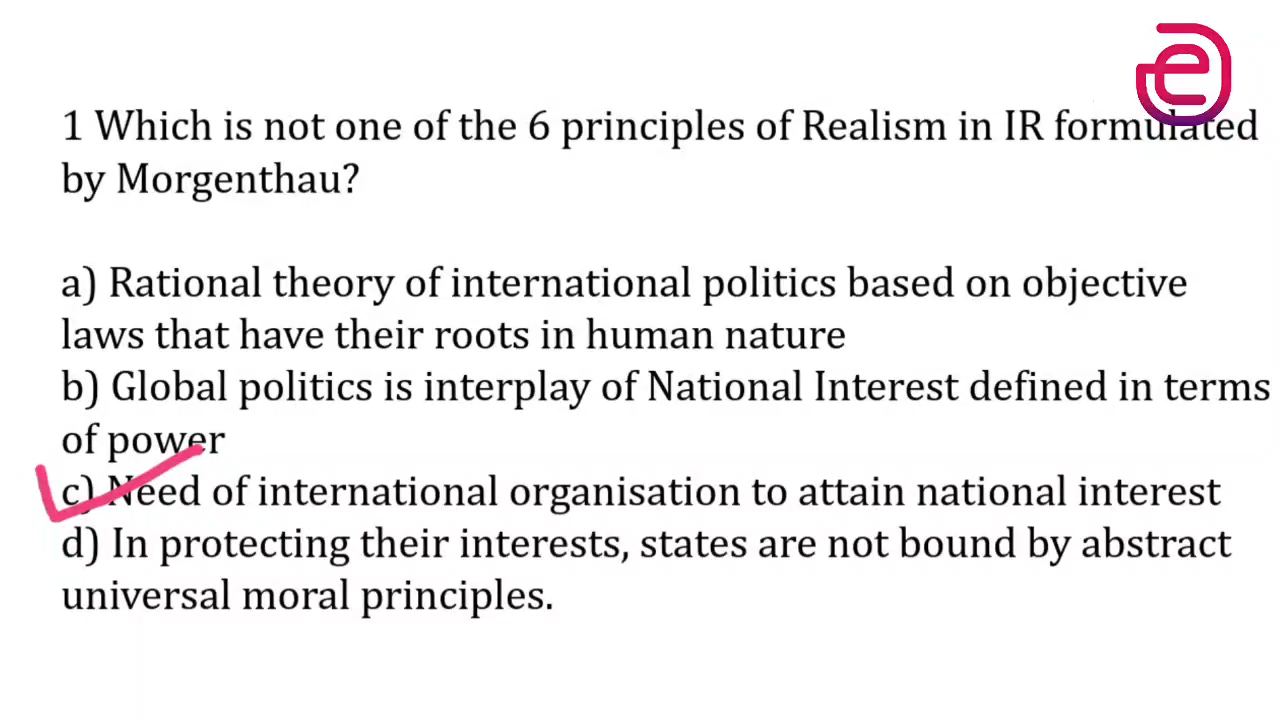 1 Which is not one of the 6 principles of Realism in IR formulated
by Morgenthau?
a) Rational theory of international politics based on objective
laws that have their roots in human nature
b) Global politics is interplay of National Interest defined in terms
of power
c) Need of international organisation to attain national interest
d) In protecting their interests, states are not bound by abstract
universal moral principles.